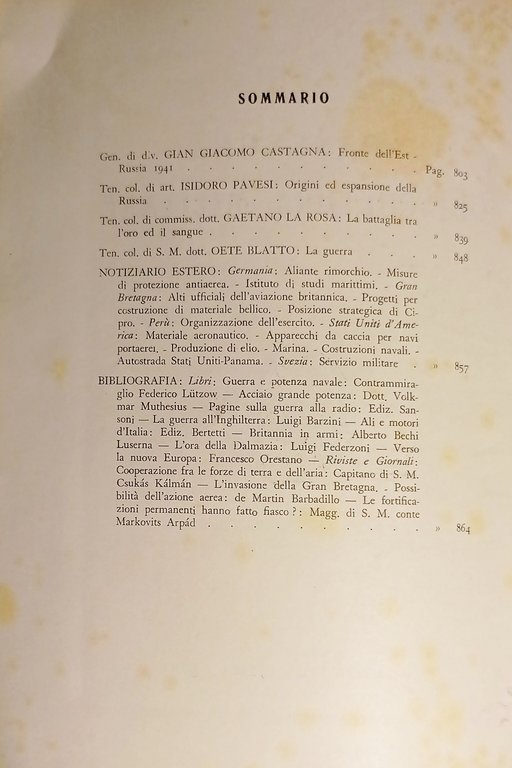 SOMMARIO
Gen. di div. GIAN GIACOMO CASTAGNA: Fronte dell'Est -
Russia 1941 . . . . . . . . . . Pag. 803
Ten. col. di art. ISIDORO PAVESI: Origini ed espansione della
Russia . . . . . . . . . . » 825
Ten. col. di commiss. dott. GAETANO LA ROSA: La battaglia tra
l'oro ed il sangue . . . . . . . . . » 839
Ten. col. di S. M. dott. OETE BLATTO: La guerra . . . » 848
NOTIZIARIO ESTERO: Germania: Aliante rimorchio. - Misure
di protezione antiaerea. - Istituto di studi marittimi. - Gran
Bretagna: Alti ufficiali dell'aviazione britannica. - Progetti per
costruzione di materiale bellico. - Posizione strategica di Ci-
pro. - Perù: Organizzazione dell'esercito. - Stati Uniti d'Ame-
rica: Materiale aeronautico. - Apparecchi da caccia per navi
portaerei. - Produzione di elio. - Marina. - Costruzioni navali. -
Autostrada Stati Uniti-Panama. - Svezia: Servizio militare . » 857
BIBLIOGRAFIA: Libri: Guerra e potenza navale: Contrammira-
glio Federico Lützow — Acciaio grande potenza: Dott. Volk-
mar Muthesius — Pagine sulla guerra alla radio: Ediz. San-
soni — La guerra all'Inghilterra: Luigi Barzini — Ali e motori
d'Italia: Ediz. Bertetti — Britannia in armi: Alberto Bechi
Luserna — L'ora della Dalmazia: Luigi Federzoni — Verso
la nuova Europa: Francesco Orestano — Riviste e Giornali:
Cooperazione fra le forze di terra e dell'aria: Capitano di S. M.
Csukás Kálmán — L'invasione della Gran Bretagna. - Possi-
bilità dell'azione aerea: de Martin Barbadillo — Le fortifica-
zioni permanenti hanno fatto fiasco?: Magg. di S. M. conte
Markovits Arpád . . . . . . . . . » 864